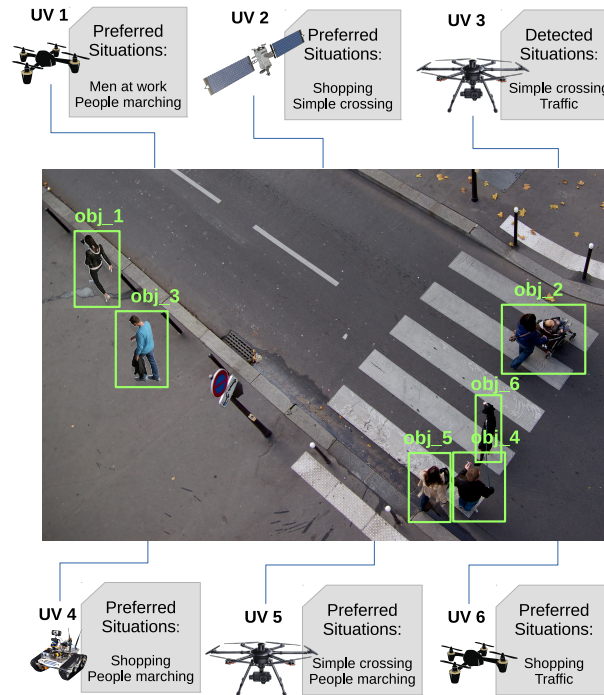 UV 1
Preferred
Situations:
Men at work
People marching
UV 2
Preferred
Situations:
Shopping
Simple crossing
UV 3
Detected
Situations:
Simple crossing
Traffic
obj_1
obj_3
obj_2
obj_6
obj_5
obj_4
UV 4
Preferred
Situations:
Shopping
People marching
UV 5
Preferred
Situations:
Simple crossing
People marching
UV 6
Preferred
Situations:
Shopping
Traffic